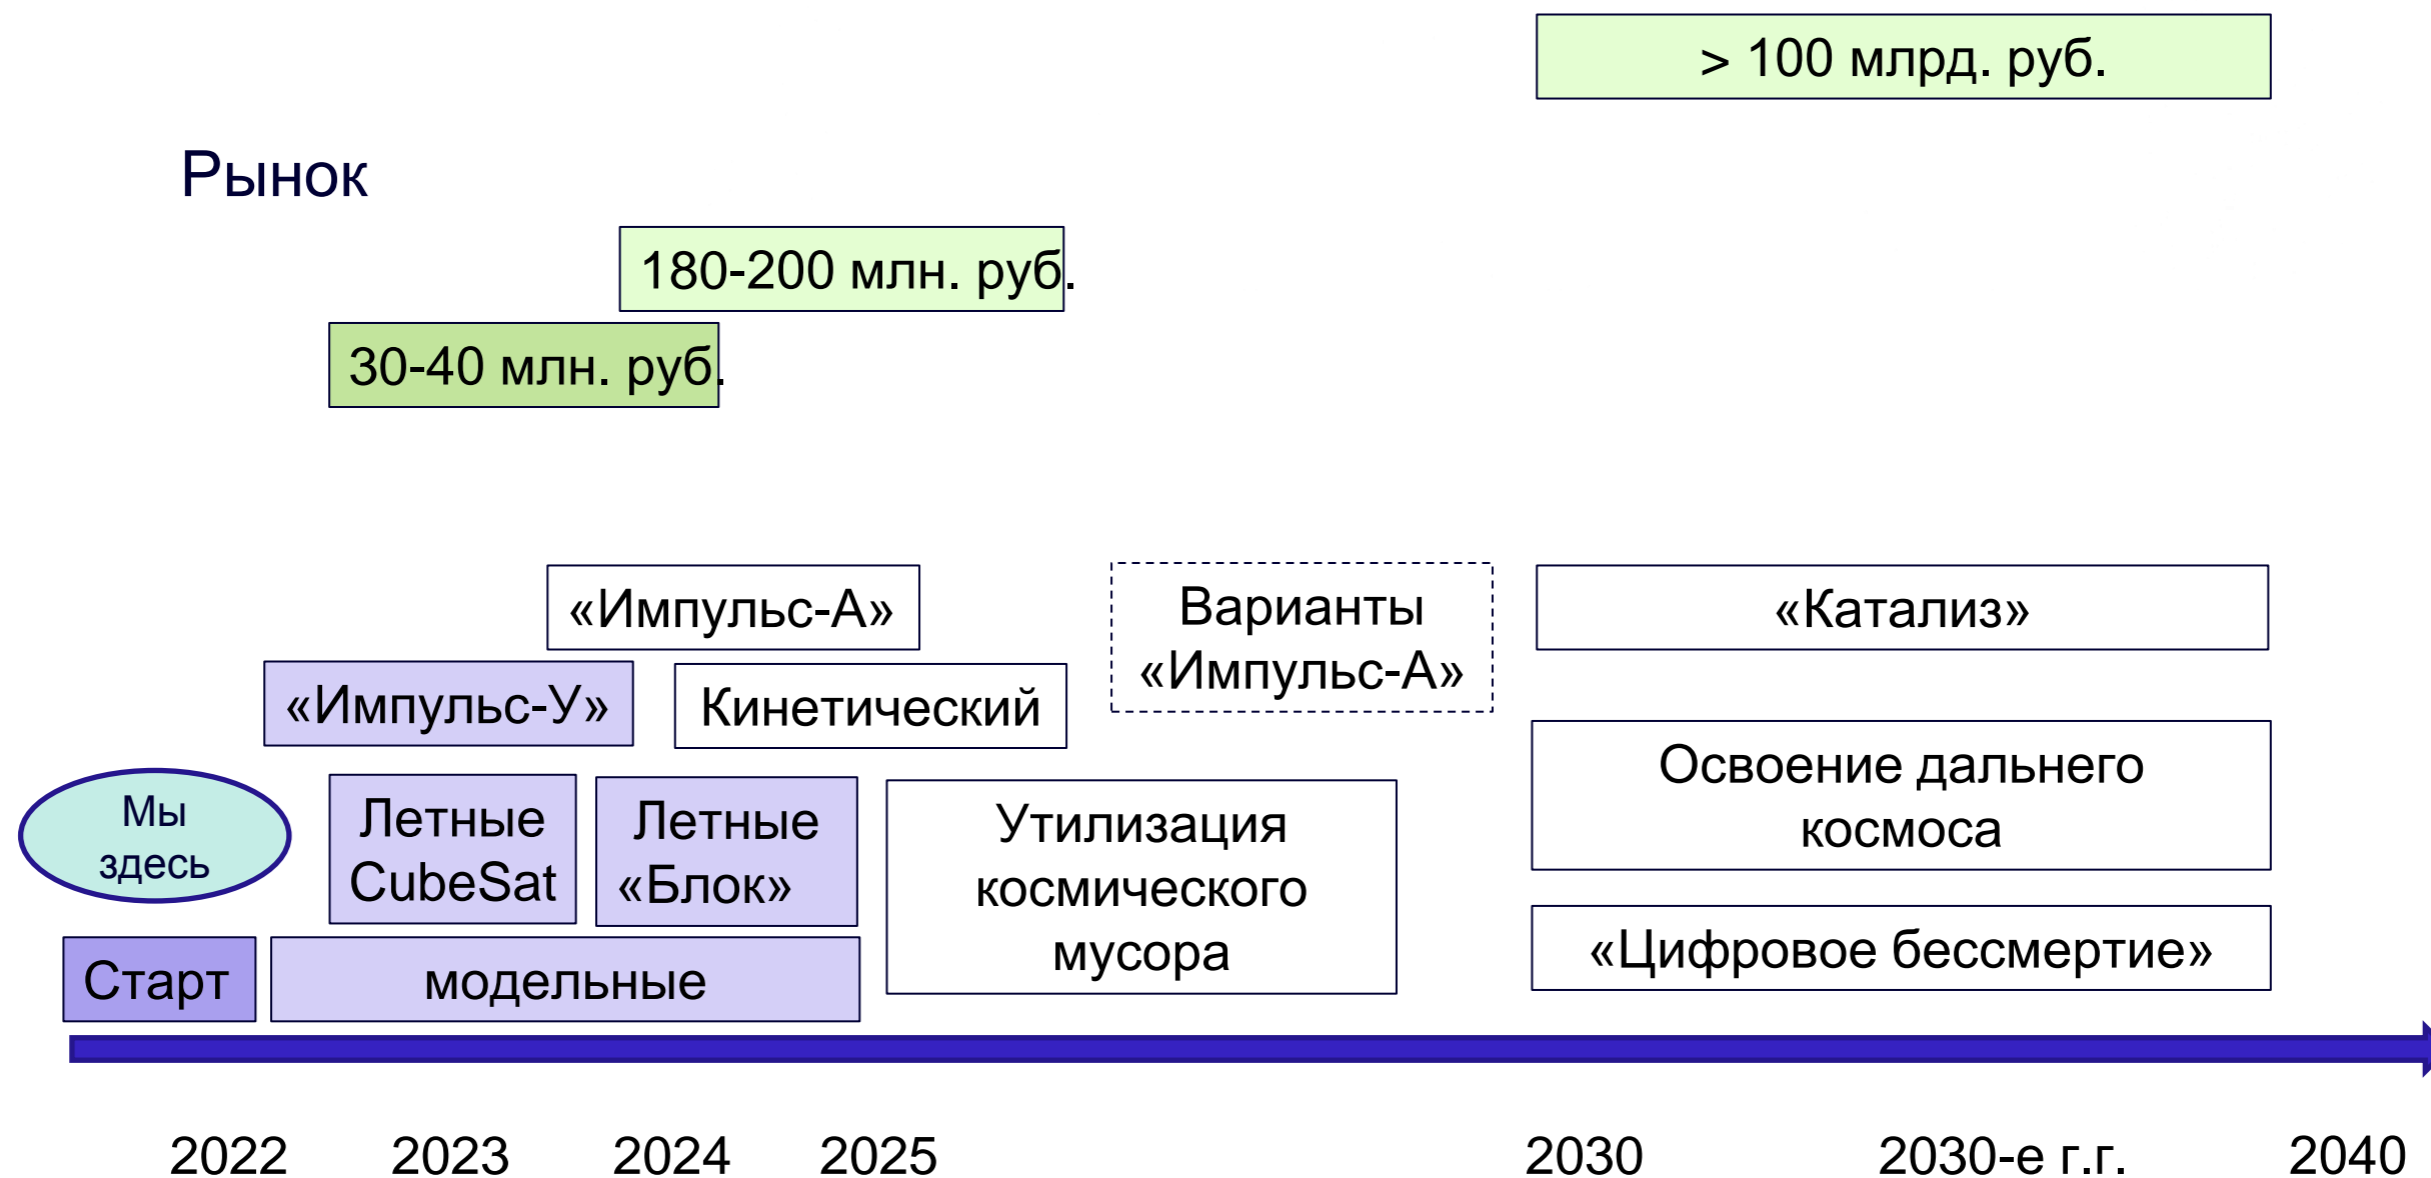 > 100 млрд. руб.
Рынок
180-200 млн. руб.
30-40 млн. руб.
«Импульс-А»
Варианты
«Импульс-А»
«Катализ»
«Импульс-У»
Кинетический
Мы
здесь
Летные
CubeSat
Летные
«Блок»
Утилизация
космического
мусора
Освоение дальнего
космоса
«Цифровое бессмертие»
Старт
модельные
2022
2023
2024
2025
2030
2030-е г.г.
2040